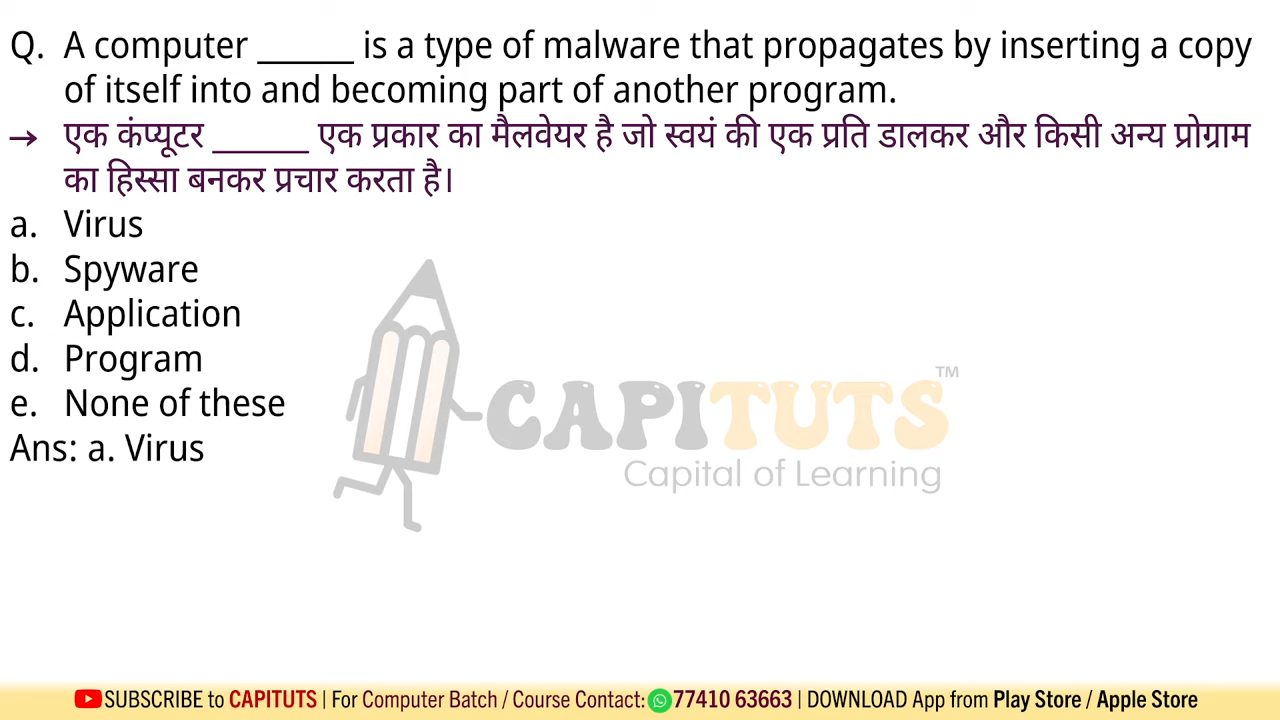 Q. A computer ______ is a type of malware that propagates by inserting a copy
of itself into and becoming part of another program.
→ एक कंप्यूटर ______ एक प्रकार का मैलवेयर है जो स्वयं की एक प्रति डालकर और किसी अन्य प्रोग्राम
का हिस्सा बनकर प्रचार करता है।
a. Virus
b. Spyware
c. Application
d. Program
e. None of these
Ans: a. Virus
CAPITUTS™
Capital of Learning
SUBSCRIBE to CAPITUTS | For Computer Batch / Course Contact: 77410 63663 | DOWNLOAD App from Play Store / Apple Store